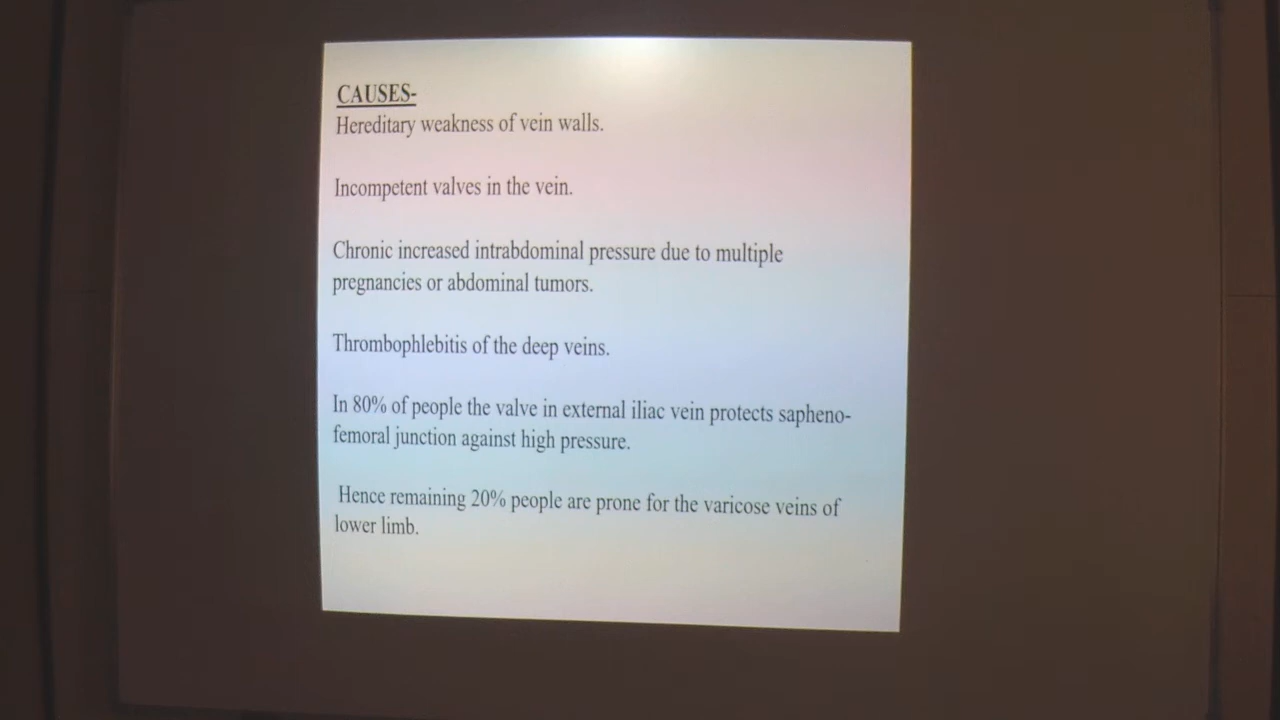 CAUSES-
Hereditary weakness of vein walls.
Incompetent valves in the vein.
Chronic increased intrabdominal pressure due to multiple
pregnancies or abdominal tumors.
Thrombophlebitis of the deep veins.
In 80% of people the valve in external iliac vein protects sapheno-
femoral junction against high pressure.
Hence remaining 20% people are prone for the varicose veins of
lower limb.